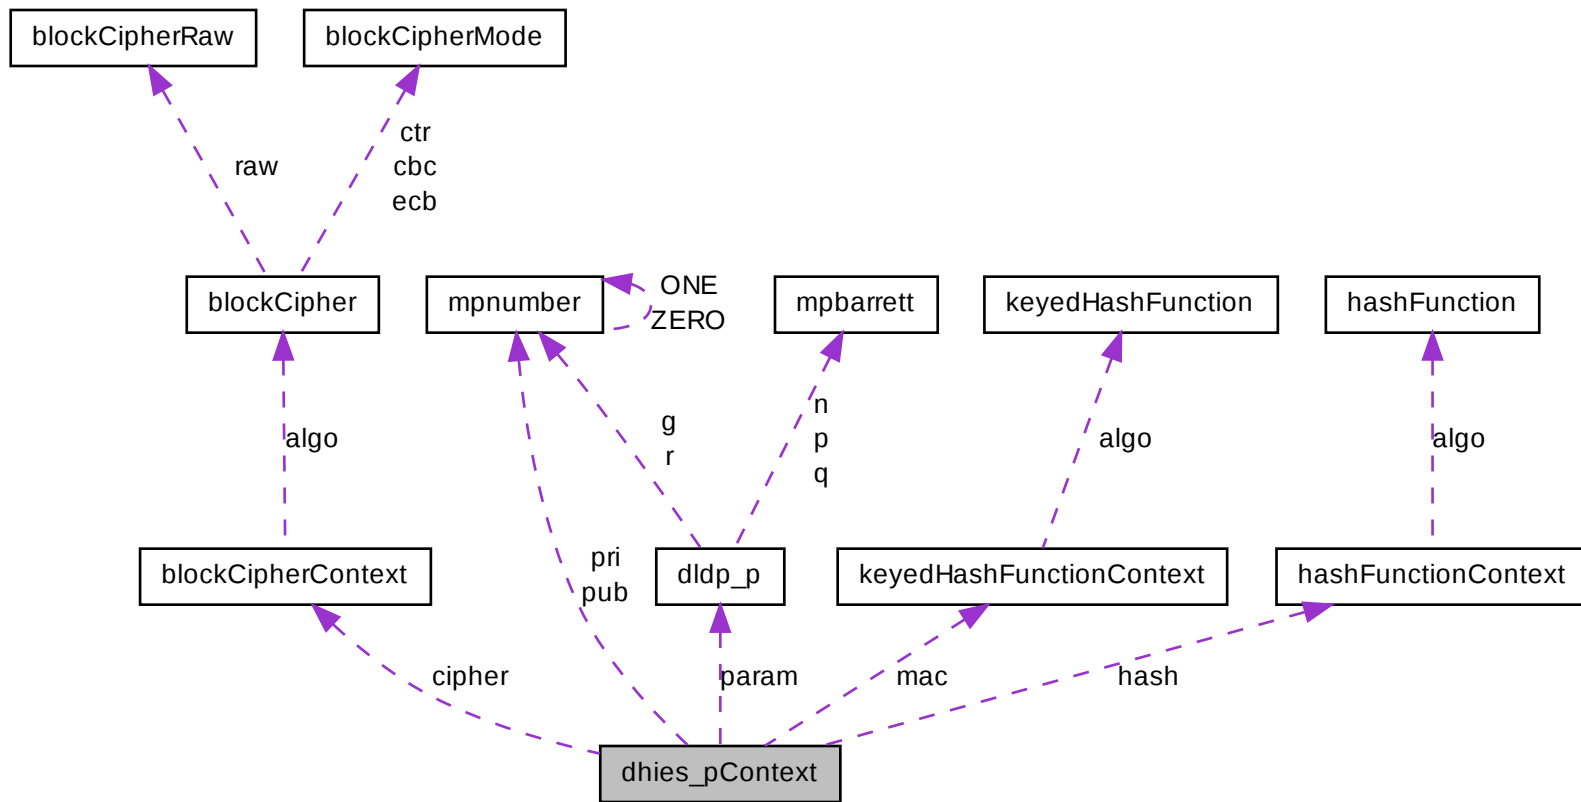 blockCipherRaw
blockCipherMode
ctr
cbc
ecb
raw
blockCipher
mpnumber
ONE
ZERO
mpbarrett
keyedHashFunction
hashFunction
algo
g
r
n
p
q
algo
algo
blockCipherContext
pri
pub
dldp_p
keyedHashFunctionContext
hashFunctionContext
cipher
param
mac
hash
dhies_pContext